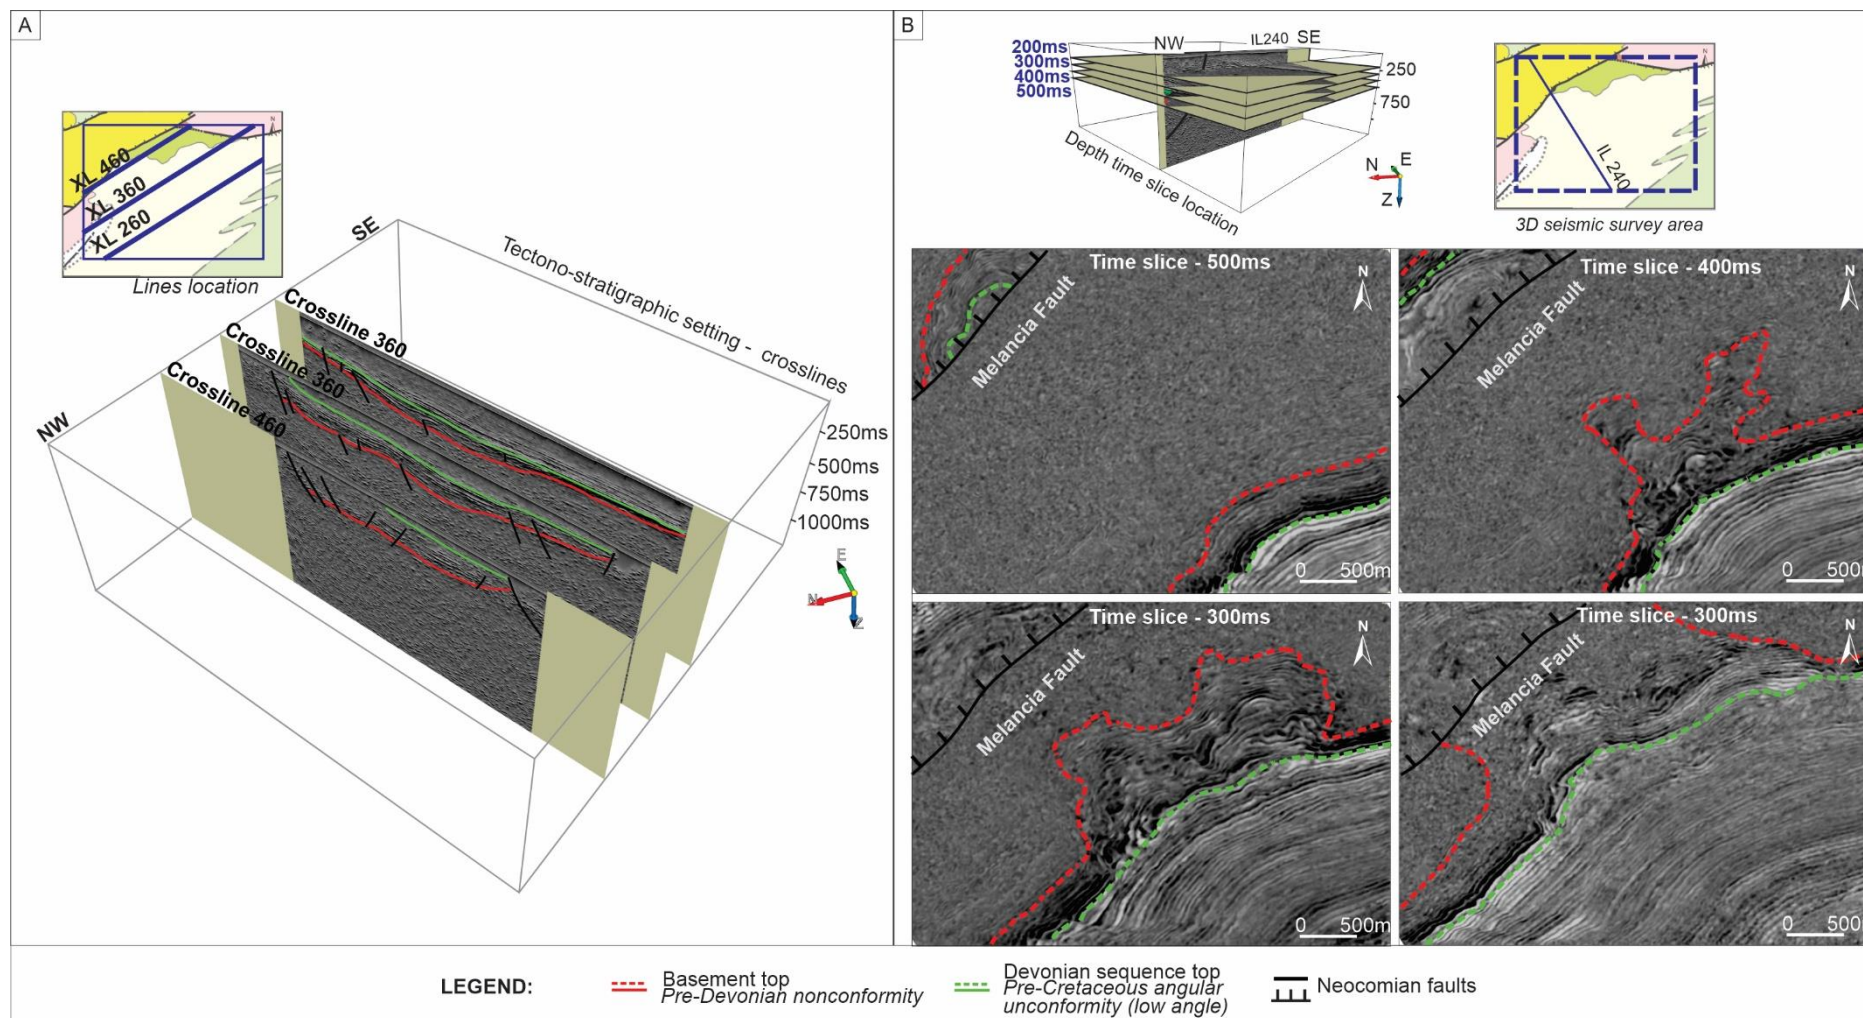 A
XL 460
XL 360
XL 260
N
Lines location
SE
NW
Tectono-stratigraphic setting - crosslines
Crossline 360
Crossline 360
Crossline 460
250ms
500ms
750ms
1000ms
E
N
Z
B
200ms
300ms
400ms
500ms
NW
IL240
SE
250
750
Depth time slice location
N
E
Z
IL 240
N
3D seismic survey area
Time slice - 500ms
N
Melancia Fault
0 500m
Time slice - 400ms
N
Melancia Fault
0 500
Time slice - 300ms
N
Melancia Fault
0 500m
Time slice - 300ms
N
Melancia Fault
0 500
LEGEND:
Basement top
Pre-Devonian nonconformity
Devonian sequence top
Pre-Cretaceous angular
unconformity (low angle)
Neocomian faults